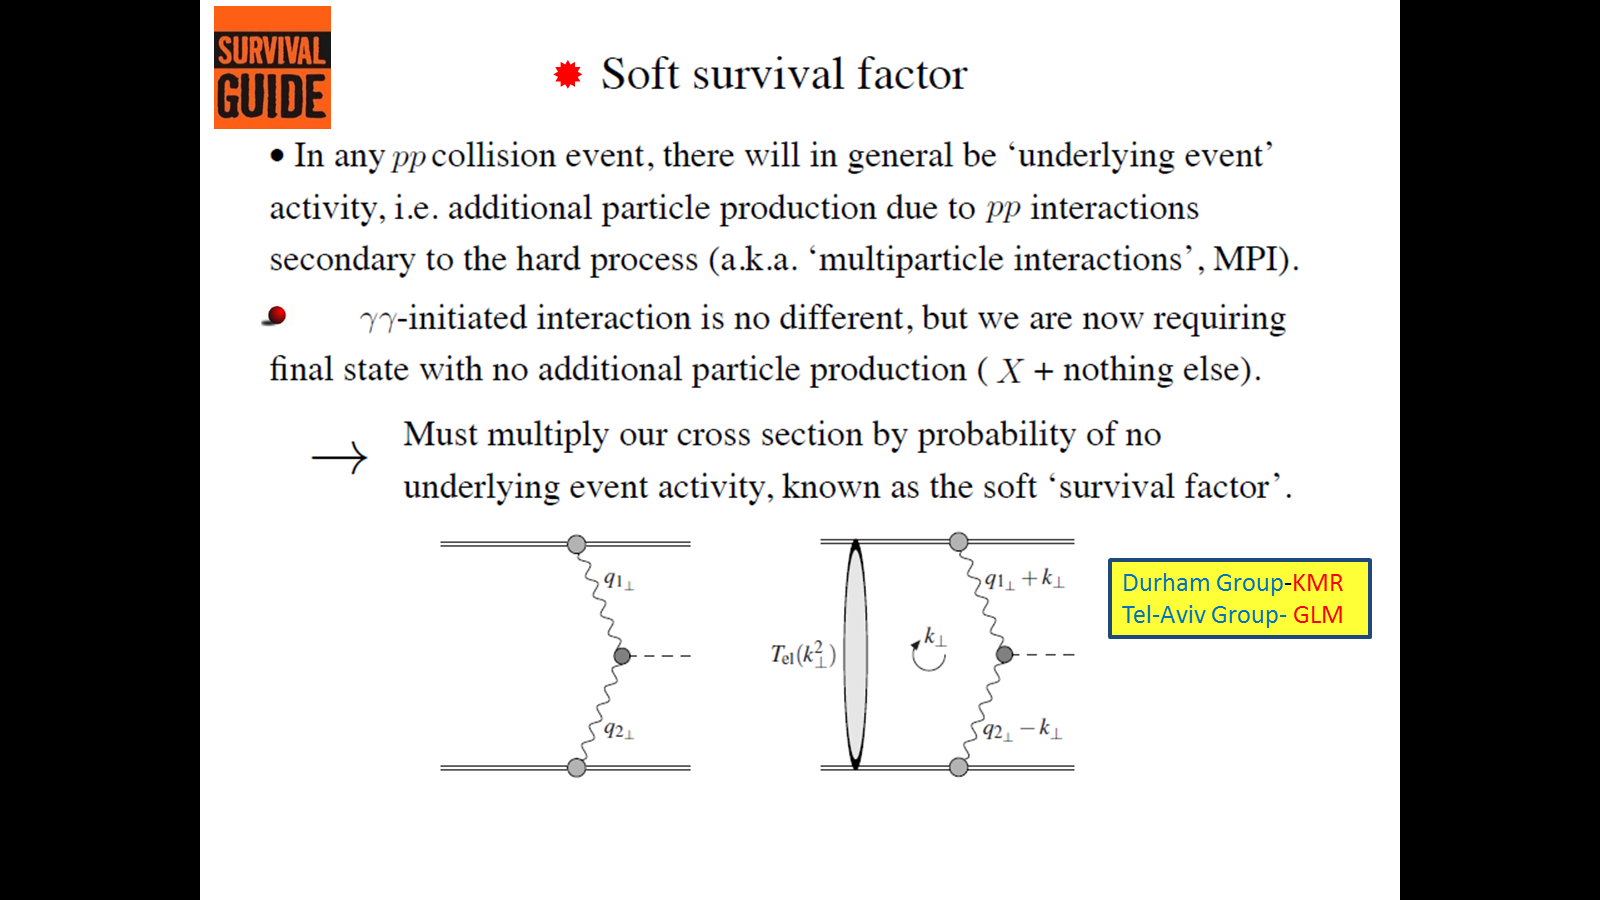 SURVIVAL
GUIDE
Soft survival factor
• In any pp collision event, there will in general be ‘underlying event’
activity, i.e. additional particle production due to pp interactions
secondary to the hard process (a.k.a. ‘multiparticle interactions’, MPI).
γγ-initiated interaction is no different, but we are now requiring
final state with no additional particle production ( X + nothing else).
→ Must multiply our cross section by probability of no
underlying event activity, known as the soft ‘survival factor’.
q1⊥
q2⊥
Tel(k²⊥)
k⊥
q1⊥ + k⊥
q2⊥ − k⊥
Durham Group-KMR
Tel-Aviv Group- GLM